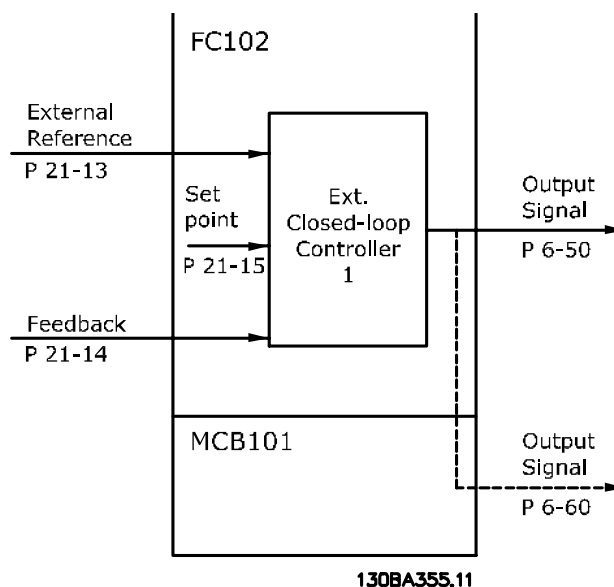 FC102
External
Reference
P 21-13
Set
point
P 21-15
Ext.
Closed-loop
Controller
1
Output
Signal
P 6-50
Feedback
P 21-14
MCB101
Output
Signal
P 6-60
130BA355.11